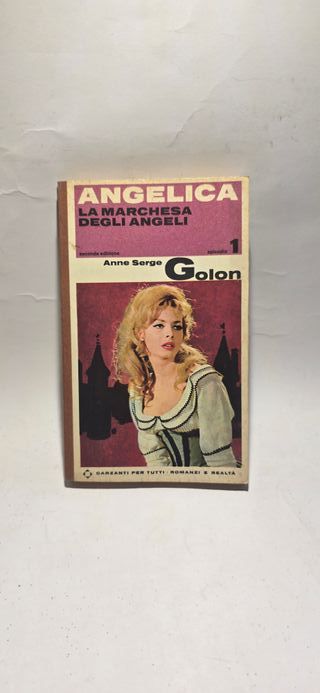 ANGELICA
LA MARCHESA
DEGLI ANGELI
seconda edizione episodio 1
Anne Serge Golon
GARZANTI PER TUTTI · ROMANZI E REALTÀ